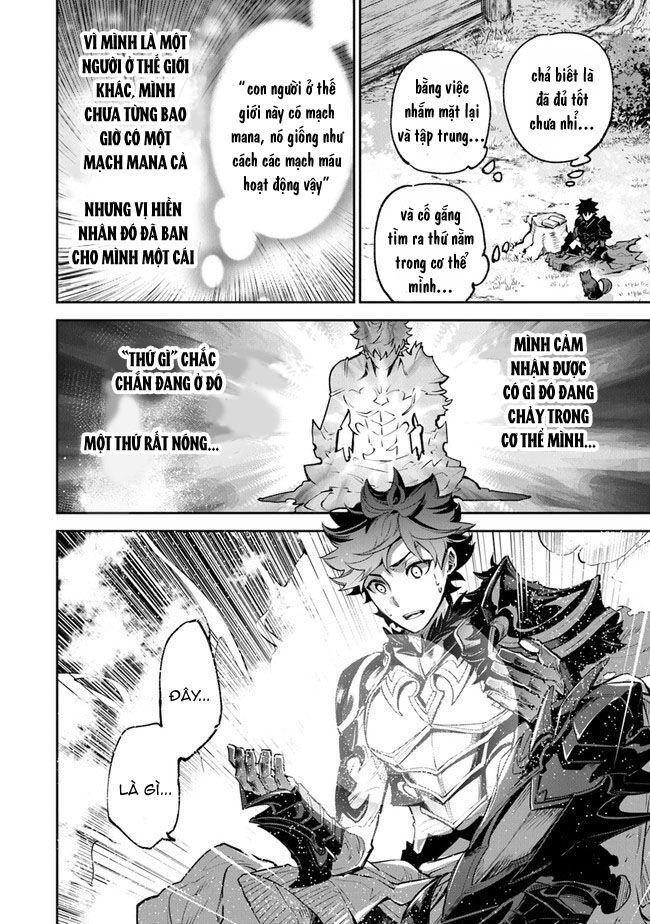 chả biết là
đã đủ tốt
chưa nhỉ...
bằng việc
nhắm mặt lại
và tập trung...
và cố gắng
tìm ra thứ nằm
trong cơ thể
mình...
"con người ở thế
giới này có mạch
mana, nó giống như
cách các mạch máu
hoạt động vậy"
VÌ MÌNH LÀ MỘT
NGƯỜI Ở THẾ GIỚI
KHÁC, MÌNH
CHƯA TỪNG BAO
GIỜ CÓ MỘT
MẠCH MANA CẢ
NHƯNG VỊ HIỀN
NHÂN ĐÓ ĐÃ BAN
CHO MÌNH MỘT CÁI
MÌNH CẢM
NHẬN ĐƯỢC
CÓ GÌ ĐÓ ĐANG
CHẢY TRONG
CƠ THỂ MÌNH...
"THỨ GÌ" CHẮC
CHẮN ĐANG Ở ĐÓ
MỘT THỨ RẤT NÓNG...
ĐÂY...
LÀ GÌ...